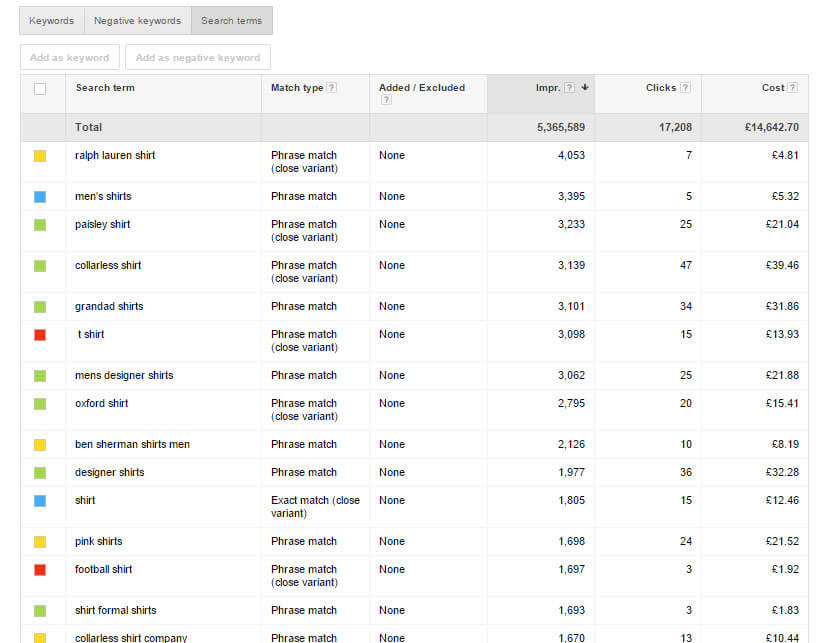 Keywords Negative keywords Search terms
Add as keyword Add as negative keyword
Search term Match type ? Added / Excluded ? Impr. ? Clicks ? Cost ?
Total 5,365,589 17,208 £14,642.70
ralph lauren shirt Phrase match (close variant) None 4,053 7 £4.81
men's shirts Phrase match None 3,395 5 £5.32
paisley shirt Phrase match (close variant) None 3,233 25 £21.04
collarless shirt Phrase match (close variant) None 3,139 47 £39.46
grandad shirts Phrase match None 3,101 34 £31.86
t shirt Phrase match (close variant) None 3,098 15 £13.93
mens designer shirts Phrase match None 3,062 25 £21.88
oxford shirt Phrase match (close variant) None 2,795 20 £15.41
ben sherman shirts men Phrase match None 2,126 10 £8.19
designer shirts Phrase match None 1,977 36 £32.28
shirt Exact match (close variant) None 1,805 15 £12.46
pink shirts Phrase match None 1,698 24 £21.52
football shirt Phrase match (close variant) None 1,697 3 £1.92
shirt formal shirts Phrase match None 1,693 3 £1.83
collarless shirt company Phrase match None 1,670 13 £10.44